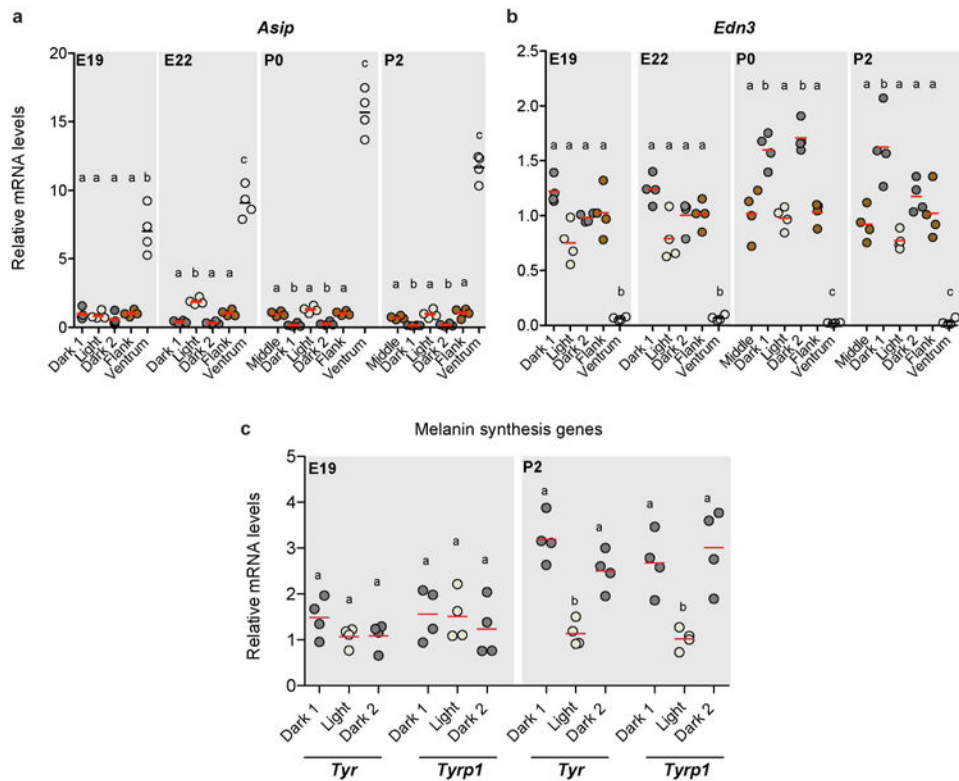 a
Asip
E19
E22
P0
P2
Relative mRNA levels
20
15
10
5
0
a a a a b
a b a a c
a b a b a c
a b a b a c
Dark 1
Light
Dark 2
Flank
Ventrum
Dark 1
Light
Dark 2
Flank
Ventrum
Middle
Dark 1
Light
Dark 2
Flank
Ventrum
Middle
Dark 1
Light
Dark 2
Flank
Ventrum
b
Edn3
E19
E22
P0
P2
2.5
2.0
1.5
1.0
0.5
0.0
a a a a b
a a a a b
a b a b a c
a b a a a c
Dark 1
Light
Dark 2
Flank
Ventrum
Dark 1
Light
Dark 2
Flank
Ventrum
Middle
Dark 1
Light
Dark 2
Flank
Ventrum
Middle
Dark 1
Light
Dark 2
Flank
Ventrum
c
Melanin synthesis genes
E19
P2
Relative mRNA levels
5
4
3
2
1
0
a a a a a a
a b a a b a
Dark 1
Light
Dark 2
Dark 1
Light
Dark 2
Dark 1
Light
Dark 2
Dark 1
Light
Dark 2
Tyr
Tyrp1
Tyr
Tyrp1